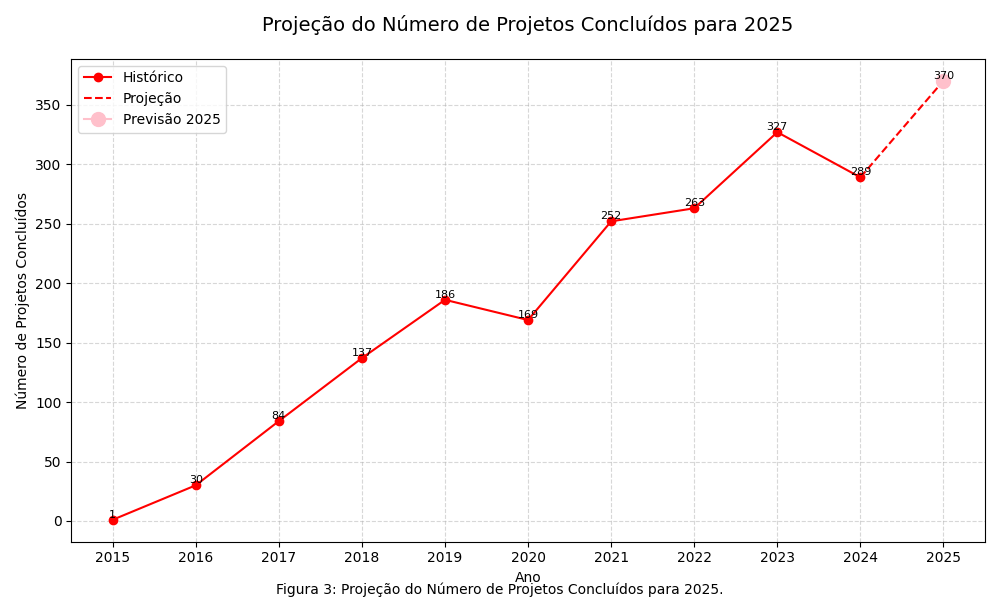 Projeção do Número de Projetos Concluídos para 2025
Histórico
Projeção
Previsão 2025
Número de Projetos Concluídos
350
300
250
200
150
100
50
0
1
30
84
137
186
169
252
263
327
289
370
2015 2016 2017 2018 2019 2020 2021 2022 2023 2024 2025
Ano
Figura 3: Projeção do Número de Projetos Concluídos para 2025.